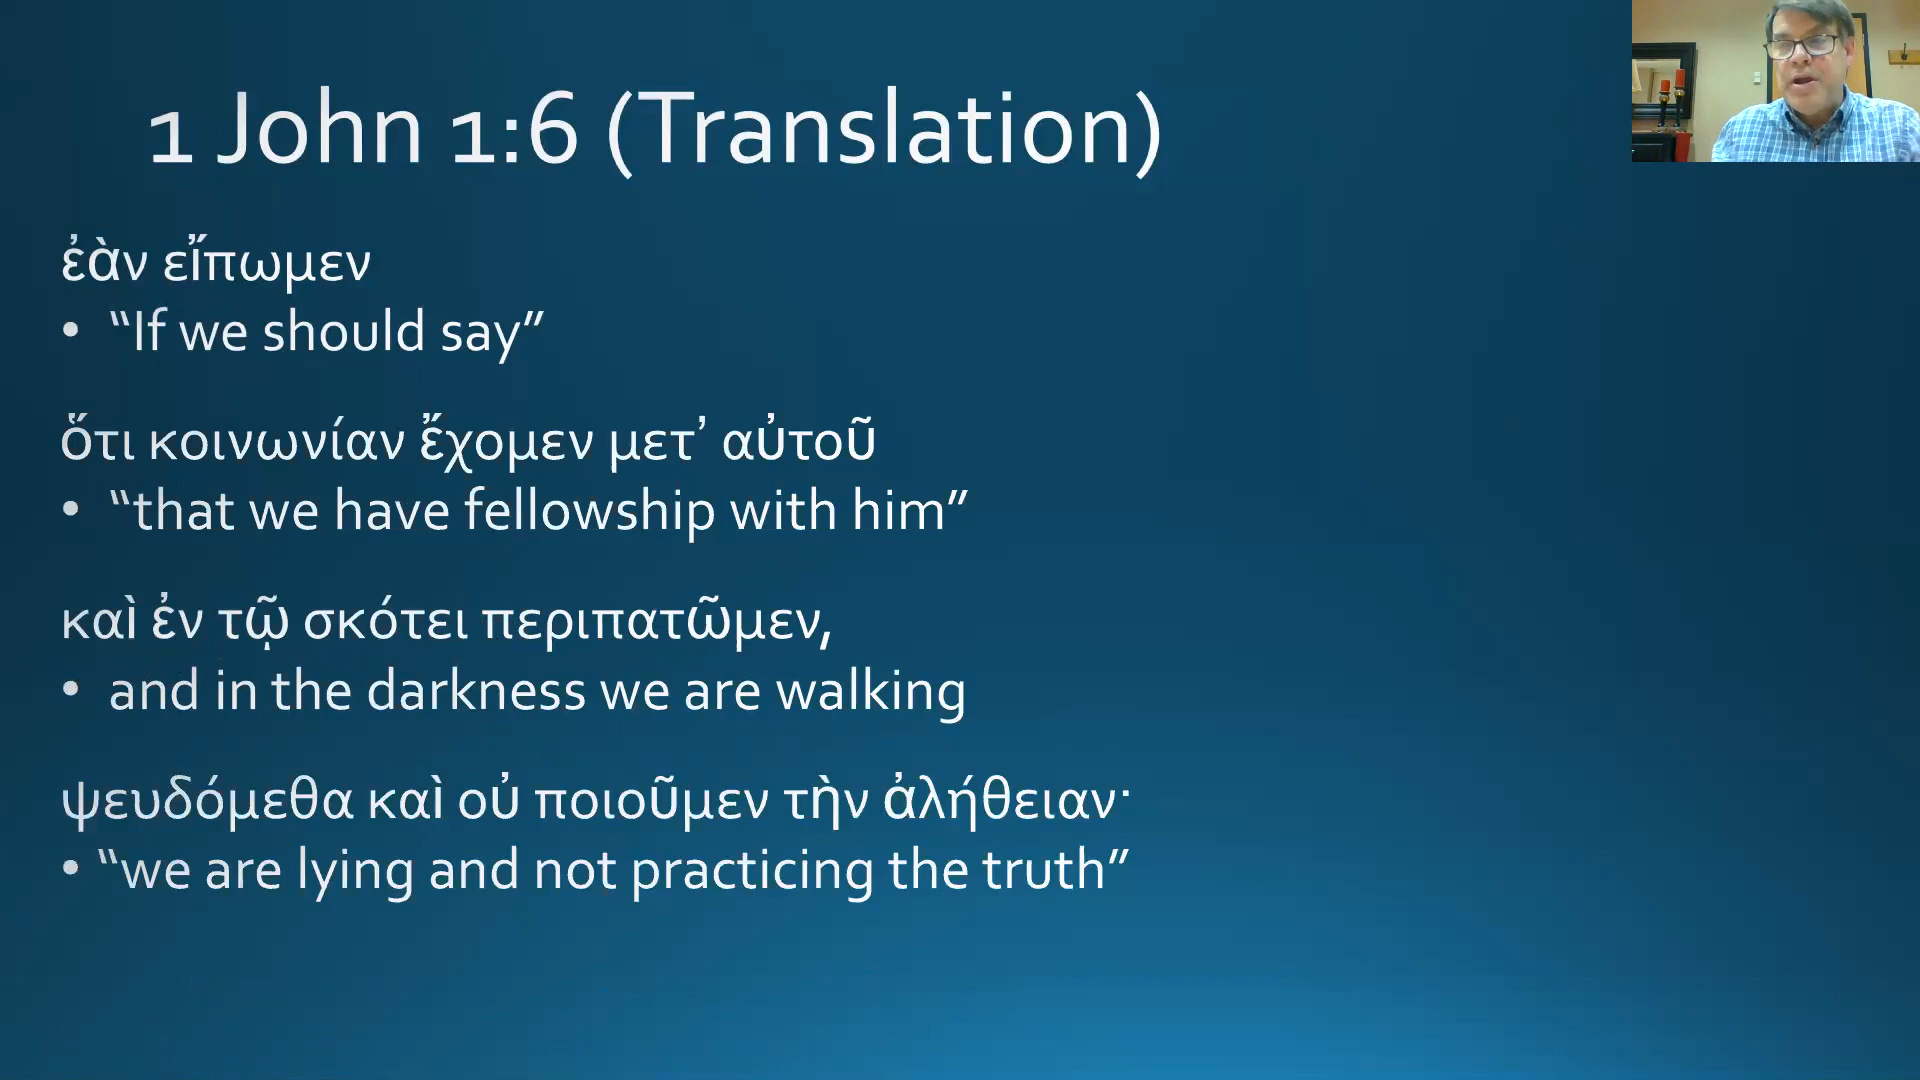 1 John 1:6 (Translation)
ἐὰν εἴπωμεν
• “If we should say”
ὅτι κοινωνίαν ἔχομεν μετ᾽ αὐτοῦ
• “that we have fellowship with him”
καὶ ἐν τῷ σκότει περιπατῶμεν,
• and in the darkness we are walking
ψευδόμεθα καὶ οὐ ποιοῦμεν τὴν ἀλήθειαν·
• “we are lying and not practicing the truth”